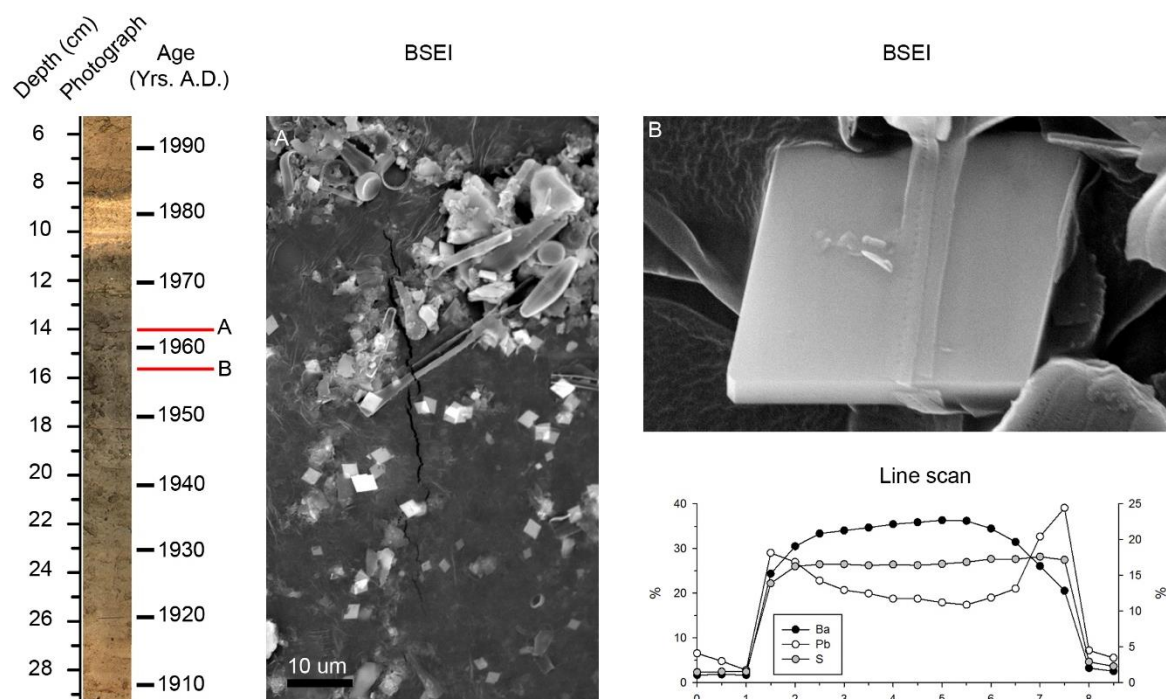 Depth (cm)
Photograph
Age
(Yrs. A.D.)
BSEI
BSEI
6
8
10
12
14
16
18
20
22
24
26
28
1990
1980
1970
A
1960
B
1950
1940
1930
1920
1910
A
10 um
B
Line scan
40
30
20
10
0
%
25
20
15
10
5
0
%
Ba
Pb
S
0 1 2 3 4 5 6 7 8